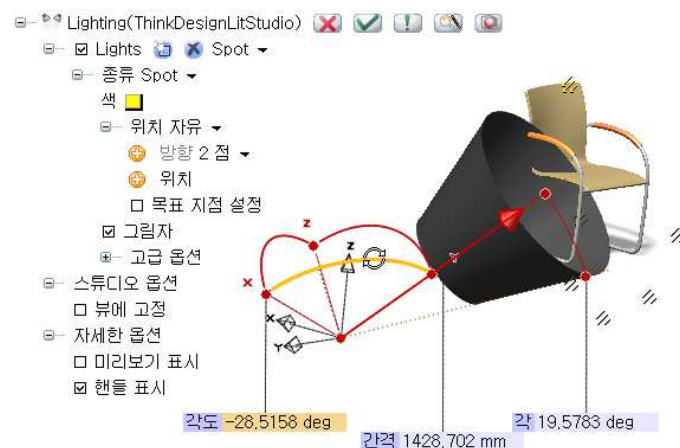 Lighting(ThinkDesignLitStudio)
Lights Spot
종류 Spot
색
위치 자유
방향 2 점
위치
목표 지점 설정
그림자
고급 옵션
스튜디오 옵션
뷰에 고정
자세한 옵션
미리보기 표시
핸들 표시
z
z
x
Y
x
Y
각도 -28,5158 deg
각 19,5783 deg
간격 1428,702 mm